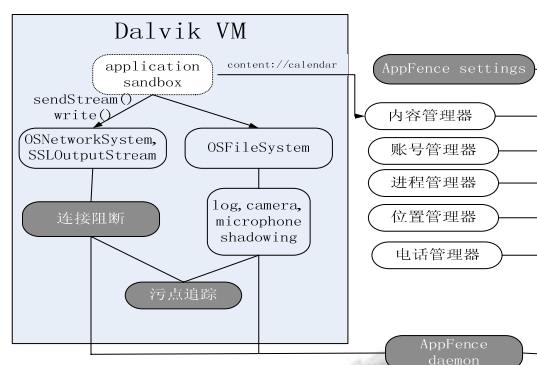 Dalvik VM
application
sandbox
content://calendar
sendStream()
write()
OSNetworkSystem,
SSLOutputStream
OSFileSystem
连接阻断
log,camera,
microphone
shadowing
污点追踪
AppFence settings
内容管理器
账号管理器
进程管理器
位置管理器
电话管理器
AppFence
daemon